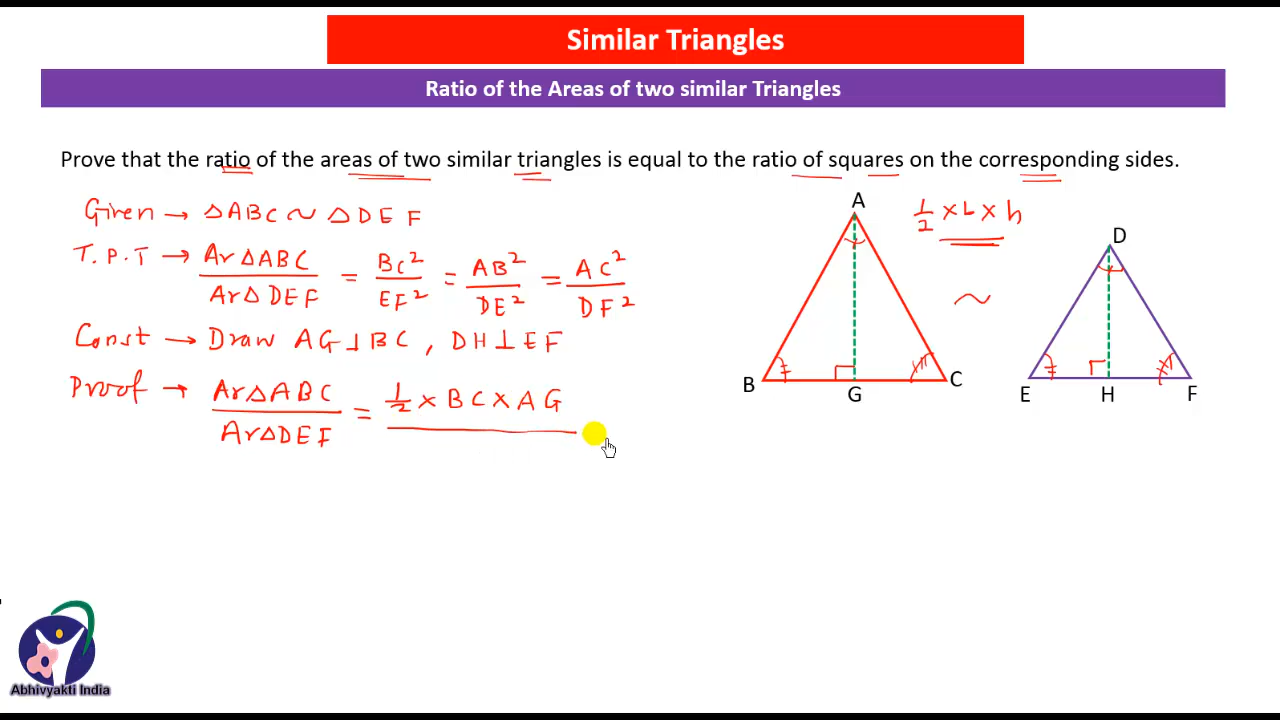 Similar Triangles
Ratio of the Areas of two similar Triangles
Prove that the ratio of the areas of two similar triangles is equal to the ratio of squares on the corresponding sides.
Given → △ABC ~ △DEF
T.P.T → Ar△ABC / Ar△DEF = BC² / EF² = AB² / DE² = AC² / DF²
Const → Draw AG ⊥ BC, DH ⊥ EF
Proof → Ar△ABC / Ar△DEF = ½ × BC × AG
½ × b × h
A
B
G
C
~
D
E
H
F
Abhivyakti India